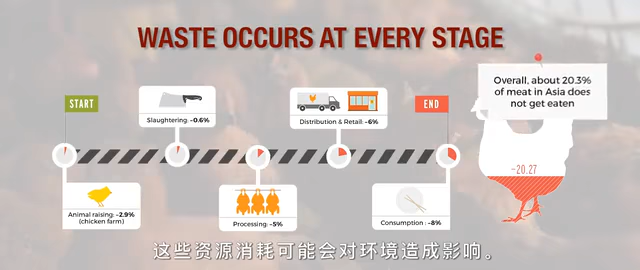 WASTE OCCURS AT EVERY STAGE
START
Slaughtering: -0.6%
Distribution & Retail: -6%
END
Overall, about 20.3%
of meat in Asia does
not get eaten
~20.27
Animal raising: -2.9%
(chicken farm)
Processing: -5%
Consumption : -8%
这些资源消耗可能会对环境造成影响。